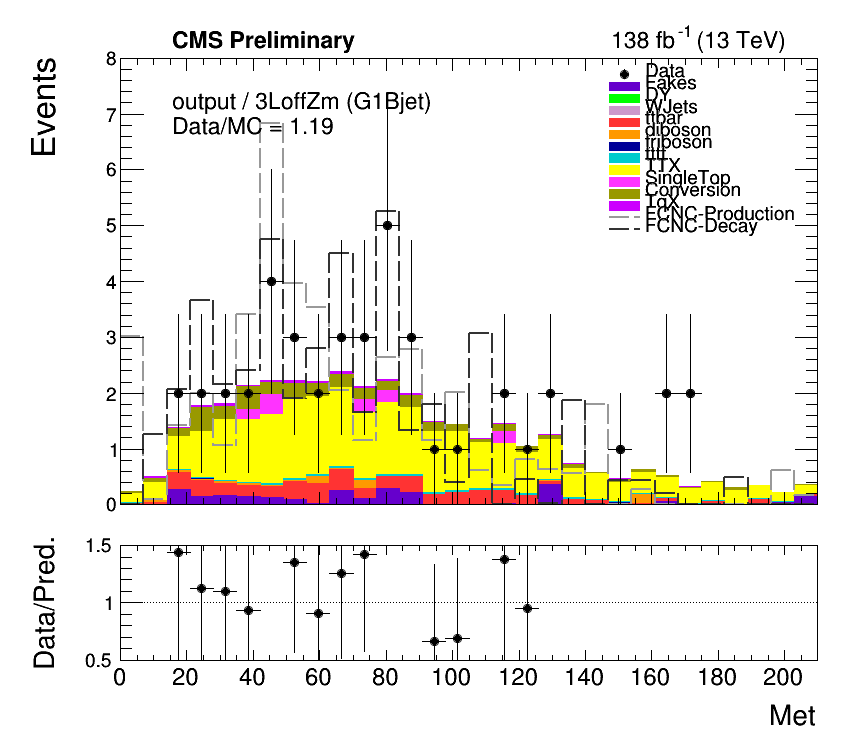 CMS Preliminary
138 fb⁻¹ (13 TeV)
Events
8
7
6
5
4
3
2
1
0
output / 3LoffZm (G1Bjet)
Data/MC = 1.19
Data
Fakes
DY
WJets
ttbar
diboson
triboson
tttt
TTX
SingleTop
Conversion
TqX
FCNC-Production
FCNC-Decay
Data/Pred.
1.5
1
0.5
0 20 40 60 80 100 120 140 160 180 200
Met